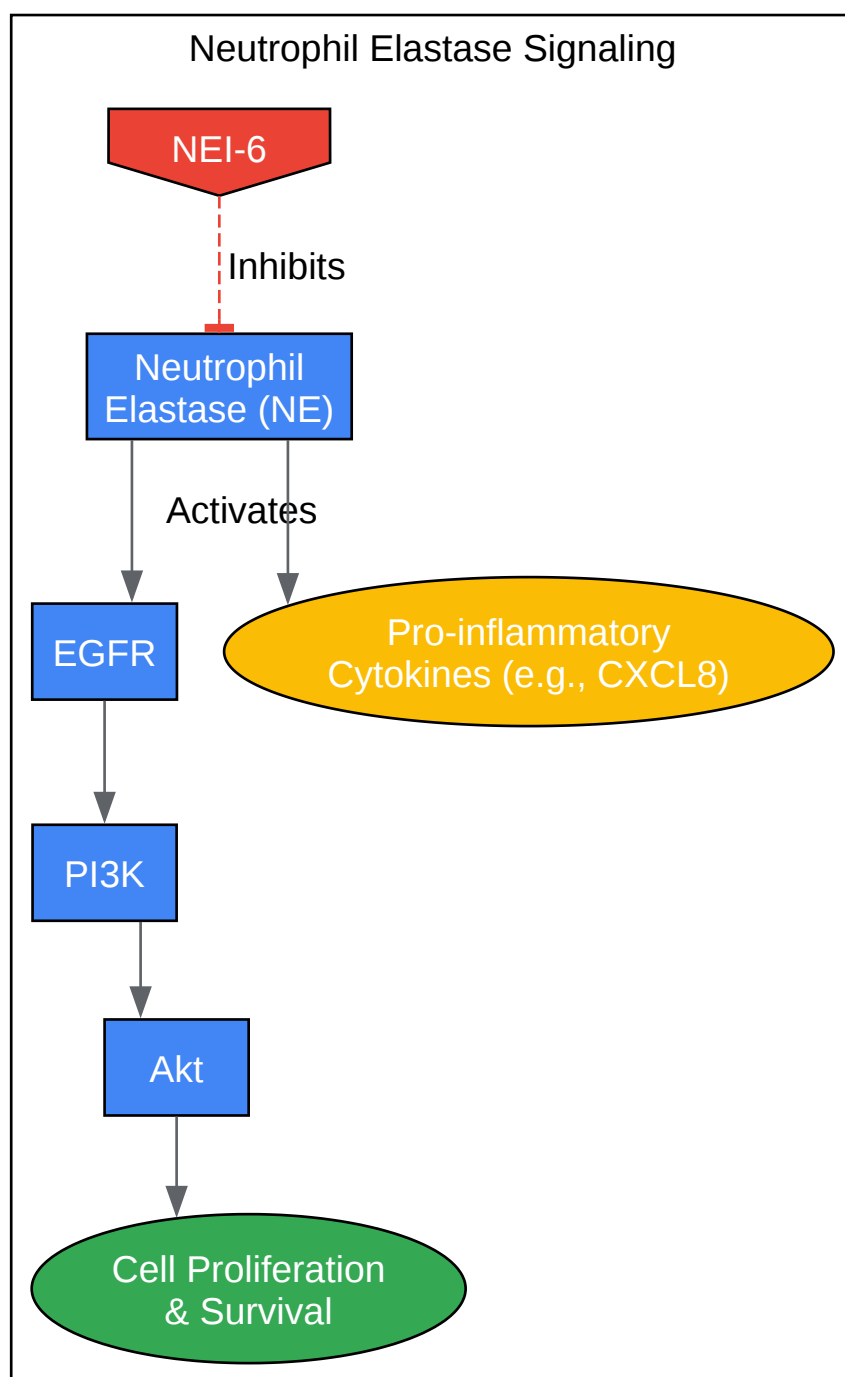 Neutrophil Elastase Signaling
NEI-6
Inhibits
Neutrophil
Elastase (NE)
Activates
EGFR
Pro-inflammatory
Cytokines (e.g., CXCL8)
PI3K
Akt
Cell Proliferation
& Survival